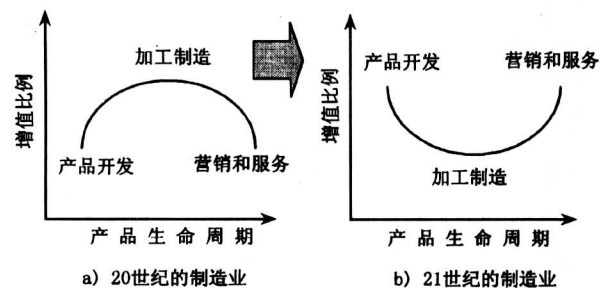 增值比例
加工制造
产品开发
营销和服务
产品生命周期
a) 20世纪的制造业
增值比例
产品开发
营销和服务
加工制造
产品生命周期
b) 21世纪的制造业